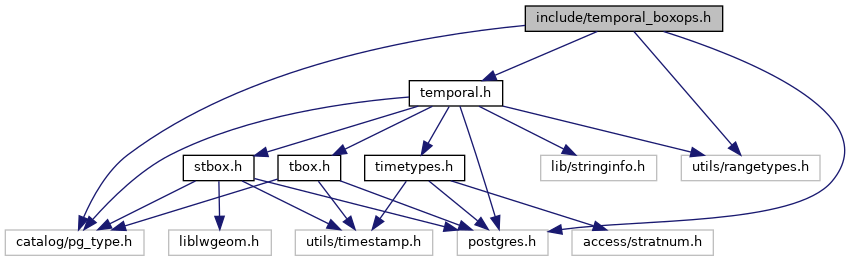 include/temporal_boxops.h
temporal.h
stbox.h
tbox.h
timetypes.h
lib/stringinfo.h
utils/rangetypes.h
catalog/pg_type.h
liblwgeom.h
utils/timestamp.h
postgres.h
access/stratnum.h